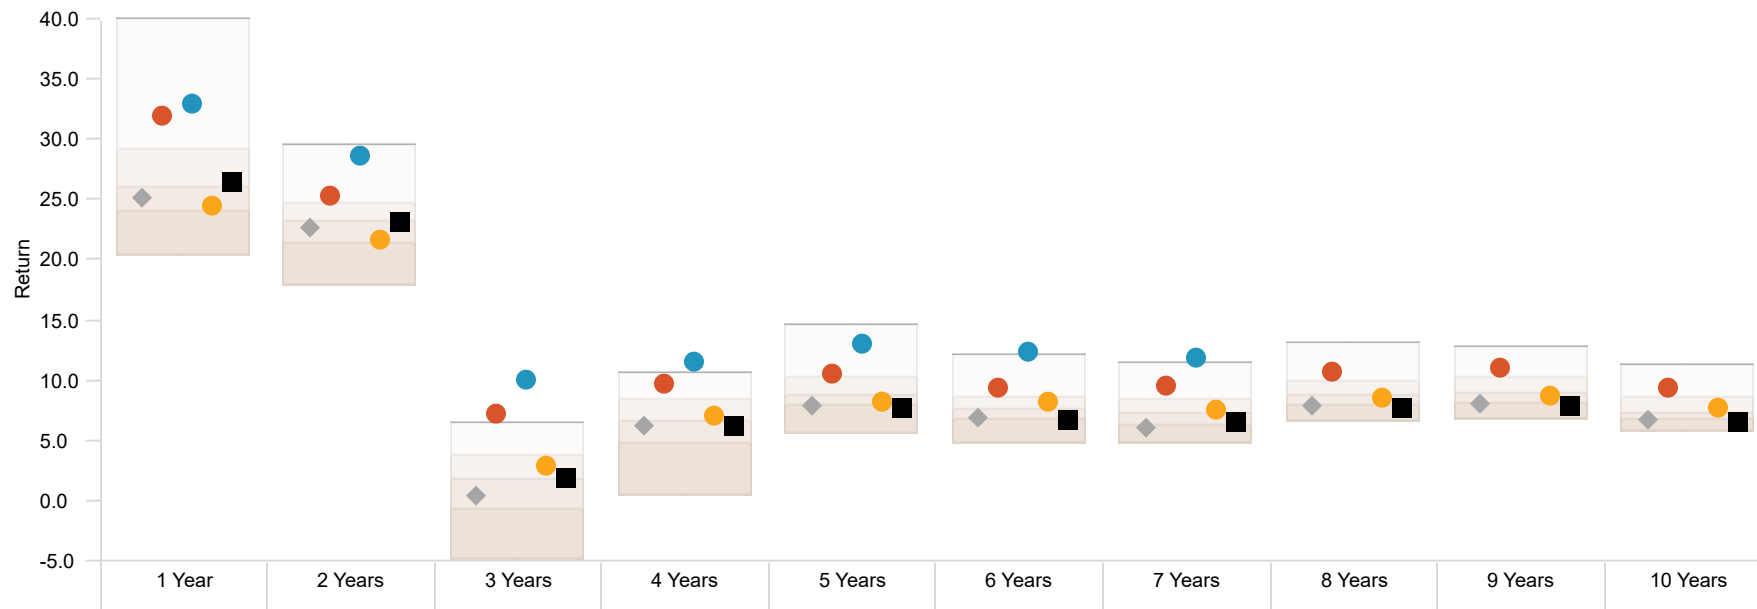 40.0
35.0
30.0
25.0
20.0
15.0
10.0
5.0
0.0
-5.0
Return
1 Year
2 Years
3 Years
4 Years
5 Years
6 Years
7 Years
8 Years
9 Years
10 Years